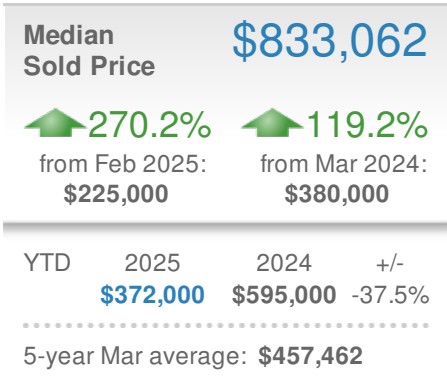 Median
Sold Price
$833,062
270.2% 119.2%
from Feb 2025: from Mar 2024:
$225,000 $380,000
YTD 2025 2024 +/-
$372,000 $595,000 -37.5%
5-year Mar average: $457,462